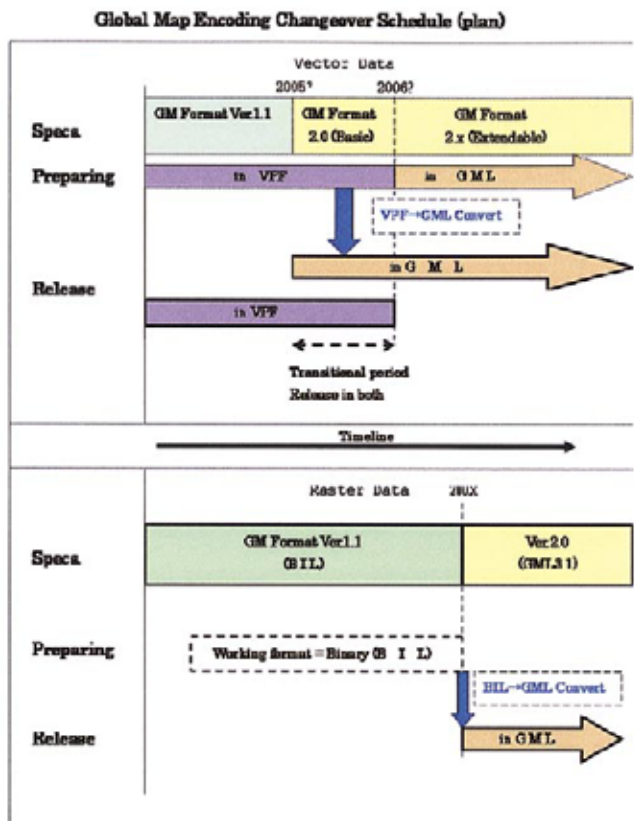 Global Map Encoding Changeover Schedule (plan)
Vector Data
2005? 2006?
Specs
GM Format Ver.1.1
GM Format
2.0 (Basic)
GM Format
2.x (Extendable)
Preparing
in VPF
in GML
VPF→GML Convert
in G M L
Release
in VPF
Transitional period
Release in both
Timeline
Raster Data 200X
Specs
GM Format Ver.1.1
(BIL)
Ver.2.0
(GML3.1)
Preparing
Working format = Binary (B I L)
BIL→GML Convert
Release
in GML